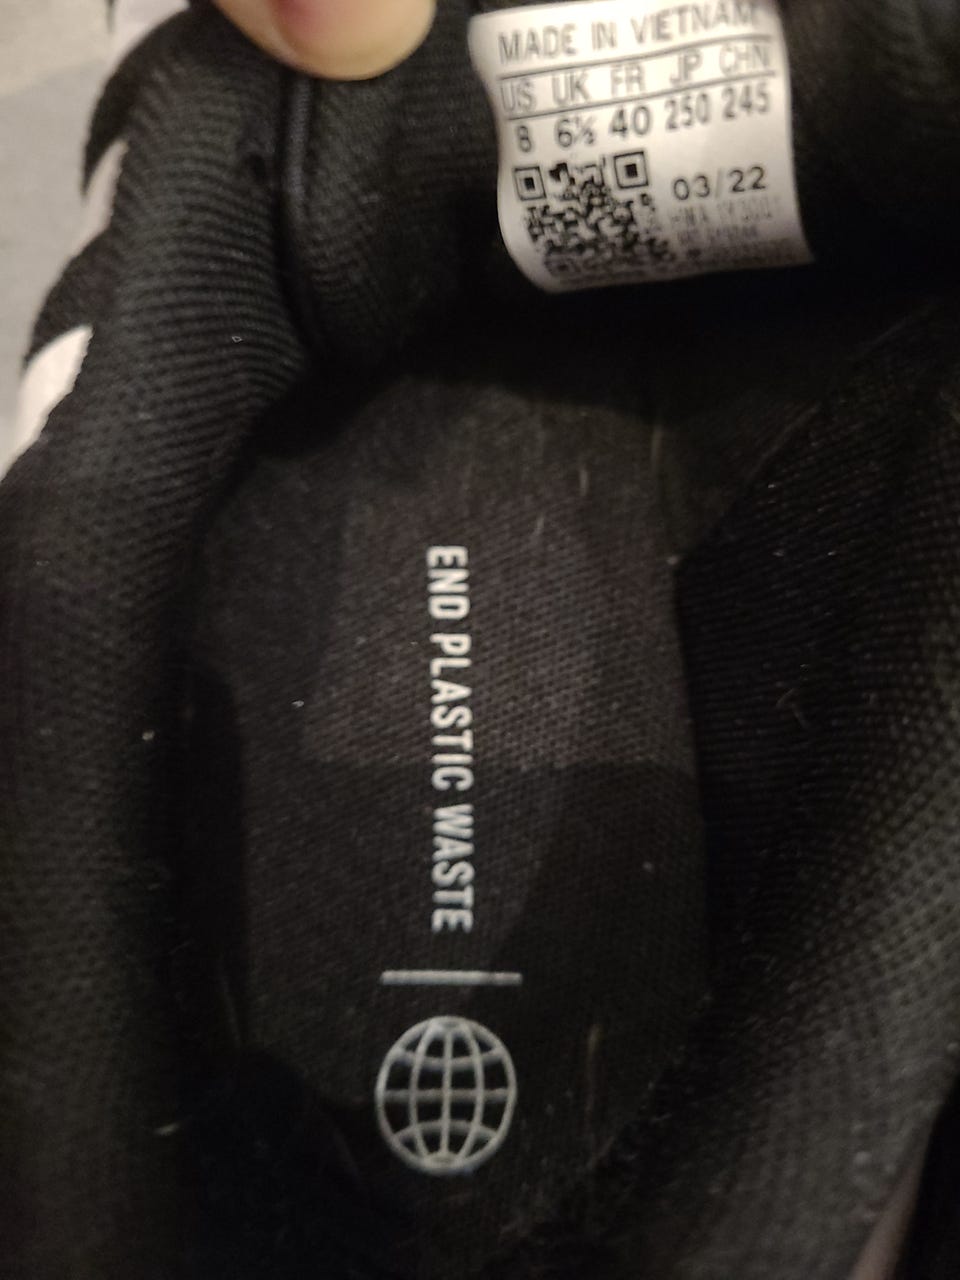 MADE IN VIETNAM
US UK FR JP CHN
8 6½ 40 250 245
03/22
END PLASTIC WASTE